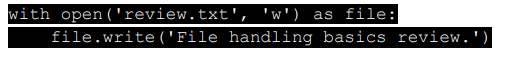 with open('review.txt', 'w') as file:
    file.write('File handling basics review.')